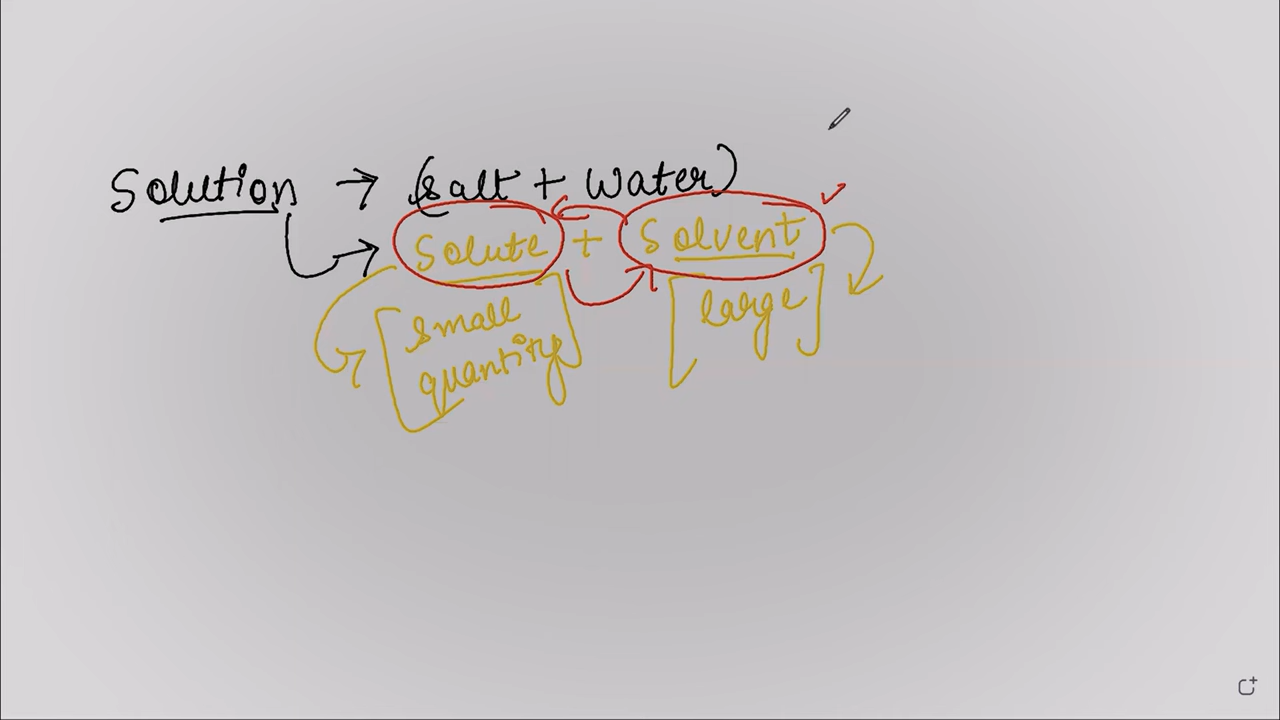 Solution → (Salt + Water)
→ Solute + Solvent
[small quantity] [large]